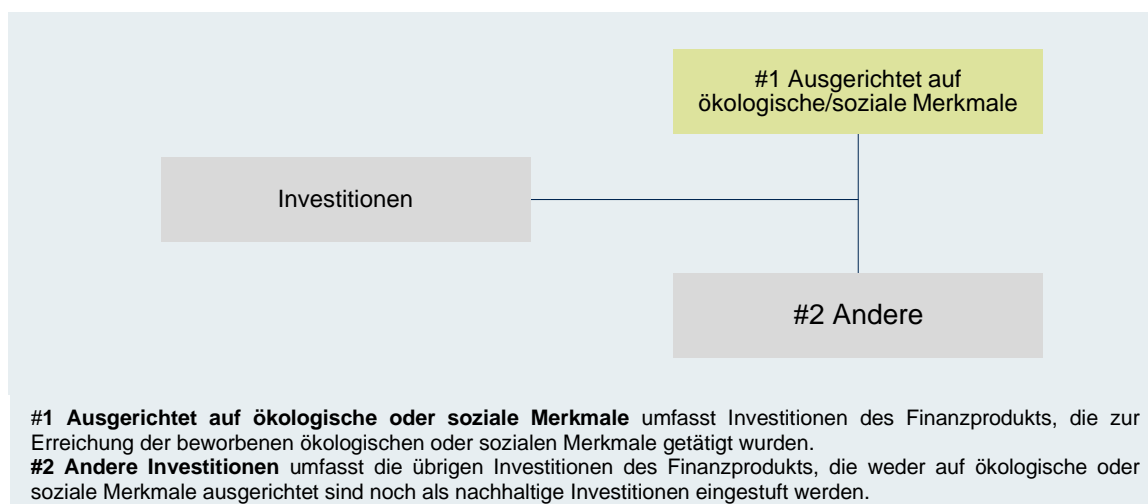 #1 Ausgerichtet auf
ökologische/soziale Merkmale
Investitionen
#2 Andere
#1 Ausgerichtet auf ökologische oder soziale Merkmale umfasst Investitionen des Finanzprodukts, die zur
Erreichung der beworbenen ökologischen oder sozialen Merkmale getätigt wurden.
#2 Andere Investitionen umfasst die übrigen Investitionen des Finanzprodukts, die weder auf ökologische oder
soziale Merkmale ausgerichtet sind noch als nachhaltige Investitionen eingestuft werden.